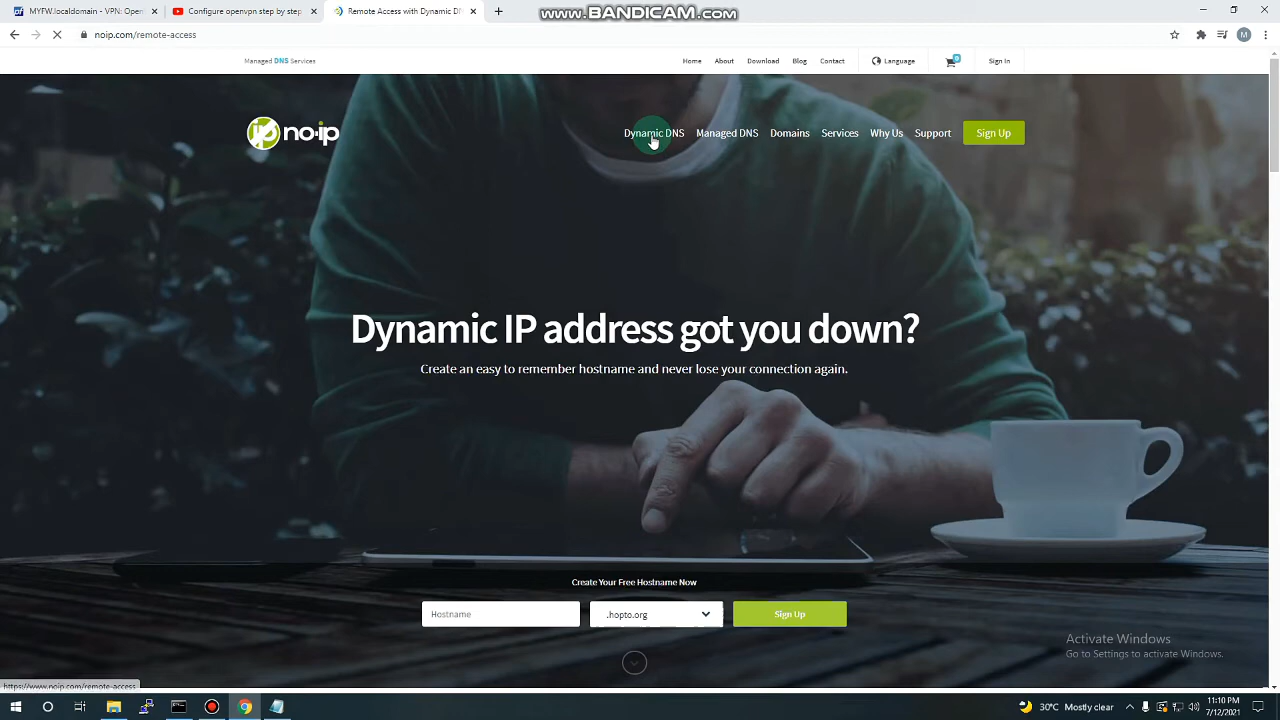 www.BANDICAM.com
MYFW.localdomain - VPN: OpenV
Configure openvpn step by step
Remote Access with Dynamic DN
noip.com/remote-access
M
Managed DNS Services
Home About Download Blog Contact Language 0 Sign In
no-ip
Dynamic DNS Managed DNS Domains Services Why Us Support Sign Up
Dynamic IP address got you down?
Create an easy to remember hostname and never lose your connection again.
Create Your Free Hostname Now
Hostname .hopto.org Sign Up
Activate Windows
Go to Settings to activate Windows.
https://www.noip.com/remote-access
30°C Mostly clear
11:10 PM
7/12/2021